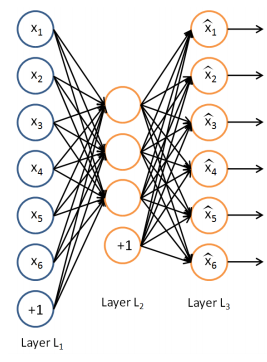 x₁
x₂
x₃
x₄
x₅
x₆
+1
Layer L₁
+1
Layer L₂
x̂₁
x̂₂
x̂₃
x̂₄
x̂₅
x̂₆
Layer L₃